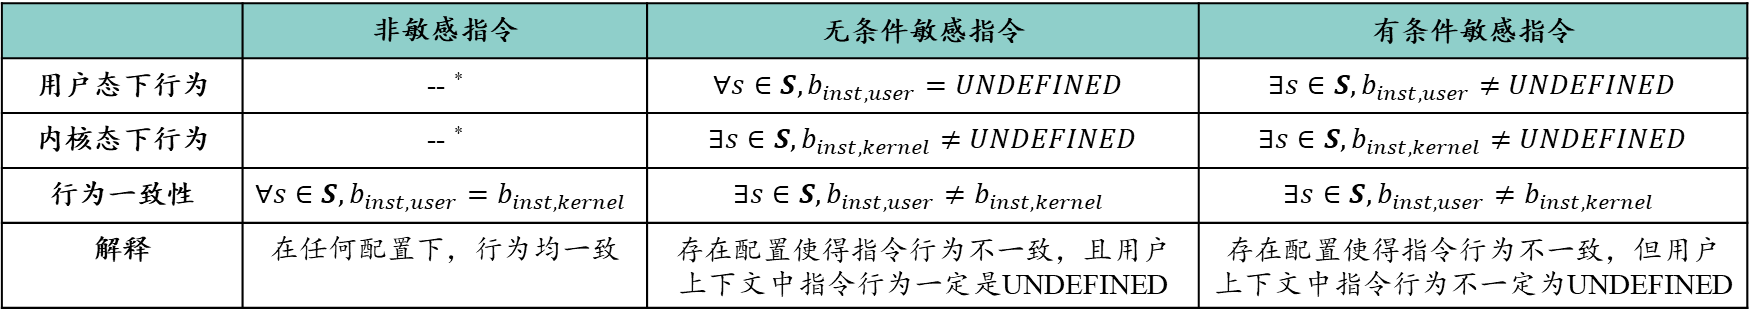 非敏感指令 无条件敏感指令 有条件敏感指令
用户态下行为 -- * ∀s ∈ S, b_{inst,user} = UNDEFINED ∃s ∈ S, b_{inst,user} ≠ UNDEFINED
内核态下行为 -- * ∃s ∈ S, b_{inst,kernel} ≠ UNDEFINED ∃s ∈ S, b_{inst,kernel} ≠ UNDEFINED
行为一致性 ∀s ∈ S, b_{inst,user} = b_{inst,kernel} ∃s ∈ S, b_{inst,user} ≠ b_{inst,kernel} ∃s ∈ S, b_{inst,user} ≠ b_{inst,kernel}
解释 在任何配置下，行为均一致
存在配置使得指令行为不一致，且用户
上下文中指令行为一定是UNDEFINED
存在配置使得指令行为不一致，但用户
上下文中指令行为不一定为UNDEFINED